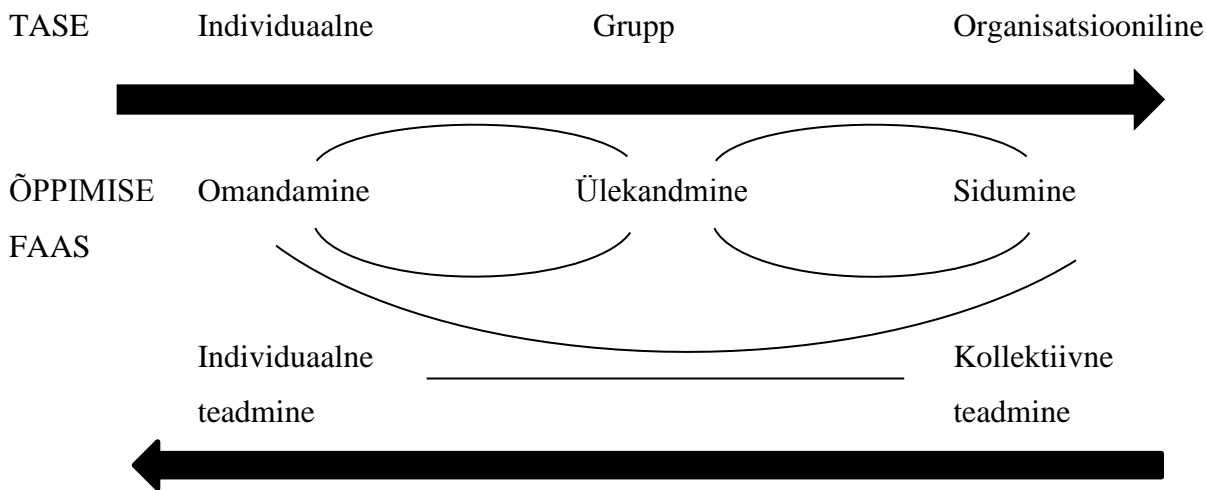 TASE Individuaalne Grupp Organisatsiooniline
ÕPPIMISE Omandamine Ülekandmine Sidumine
FAAS
Individuaalne Kollektiivne
teadmine teadmine